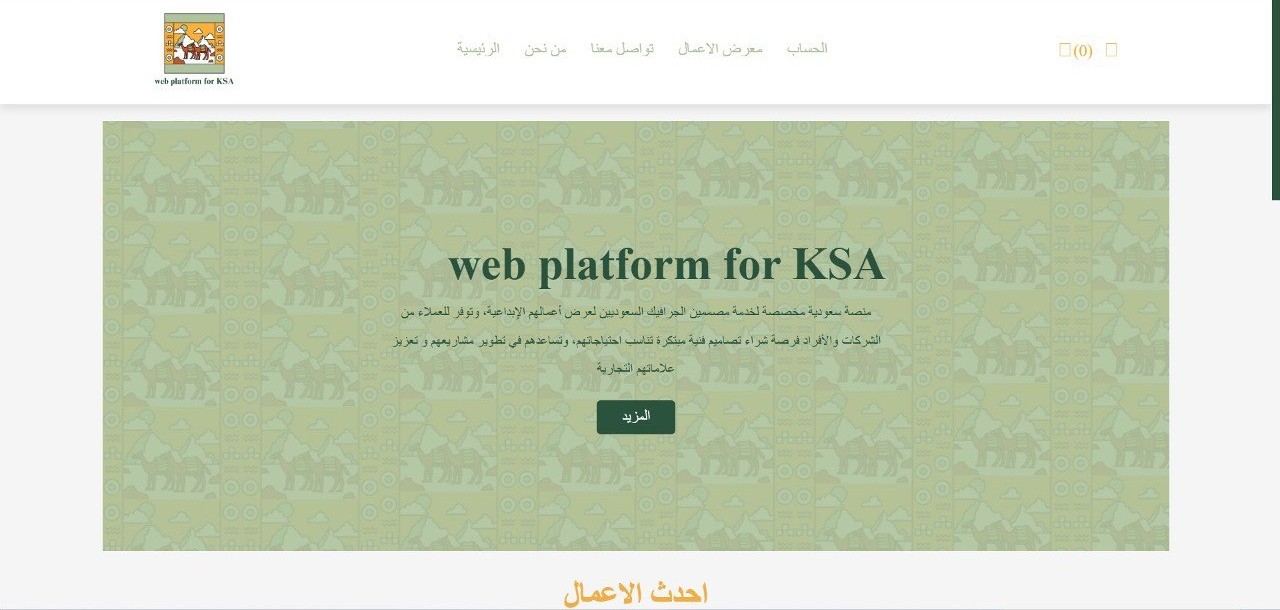 web platform for KSA
الرئيسية
من نحن
تواصل معنا
معرض الاعمال
الحساب
(0)
web platform for KSA
منصة سعودية مخصصة لخدمة مصممين الجرافيك السعوديين لعرض أعمالهم الإبداعية، وتوفر للعملاء من
الشركات والأفراد فرصة شراء تصاميم فنية مبتكرة تناسب احتياجاتهم، وتساعدهم في تطوير مشاريعهم و تعزيز
علاماتهم التجارية
المزيد
احدث الاعمال